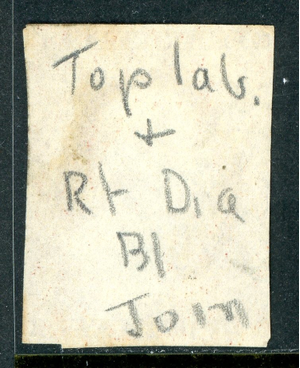 Top lab.
+
Rt Dia
Bl
Join